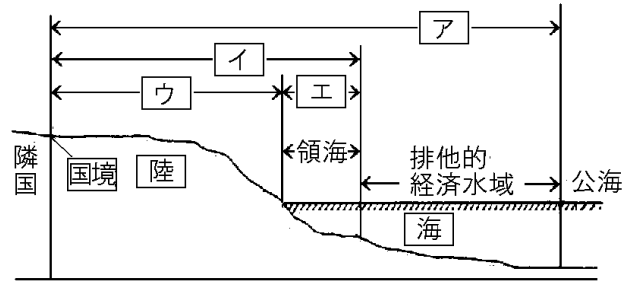 ア
イ
ウ
エ
領海
排他的
経済水域
公海
隣国
国境
陸
海